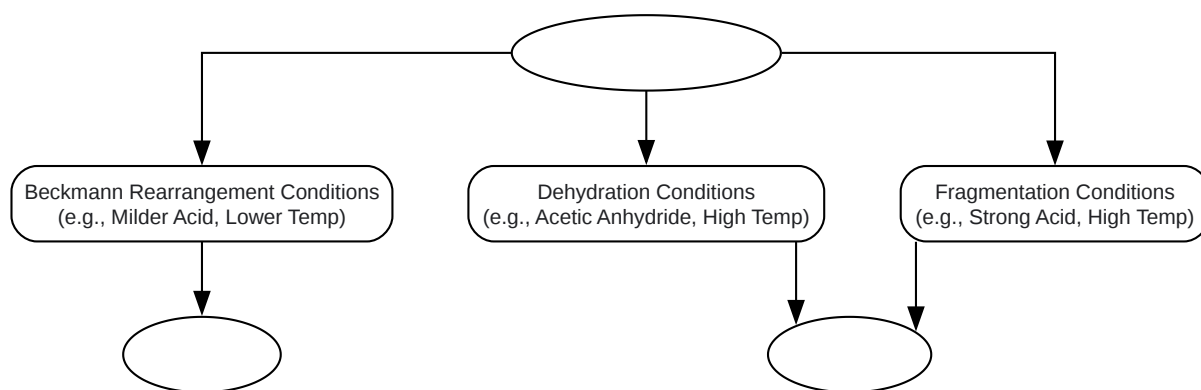 Beckmann Rearrangement Conditions
(e.g., Milder Acid, Lower Temp)
Dehydration Conditions
(e.g., Acetic Anhydride, High Temp)
Fragmentation Conditions
(e.g., Strong Acid, High Temp)